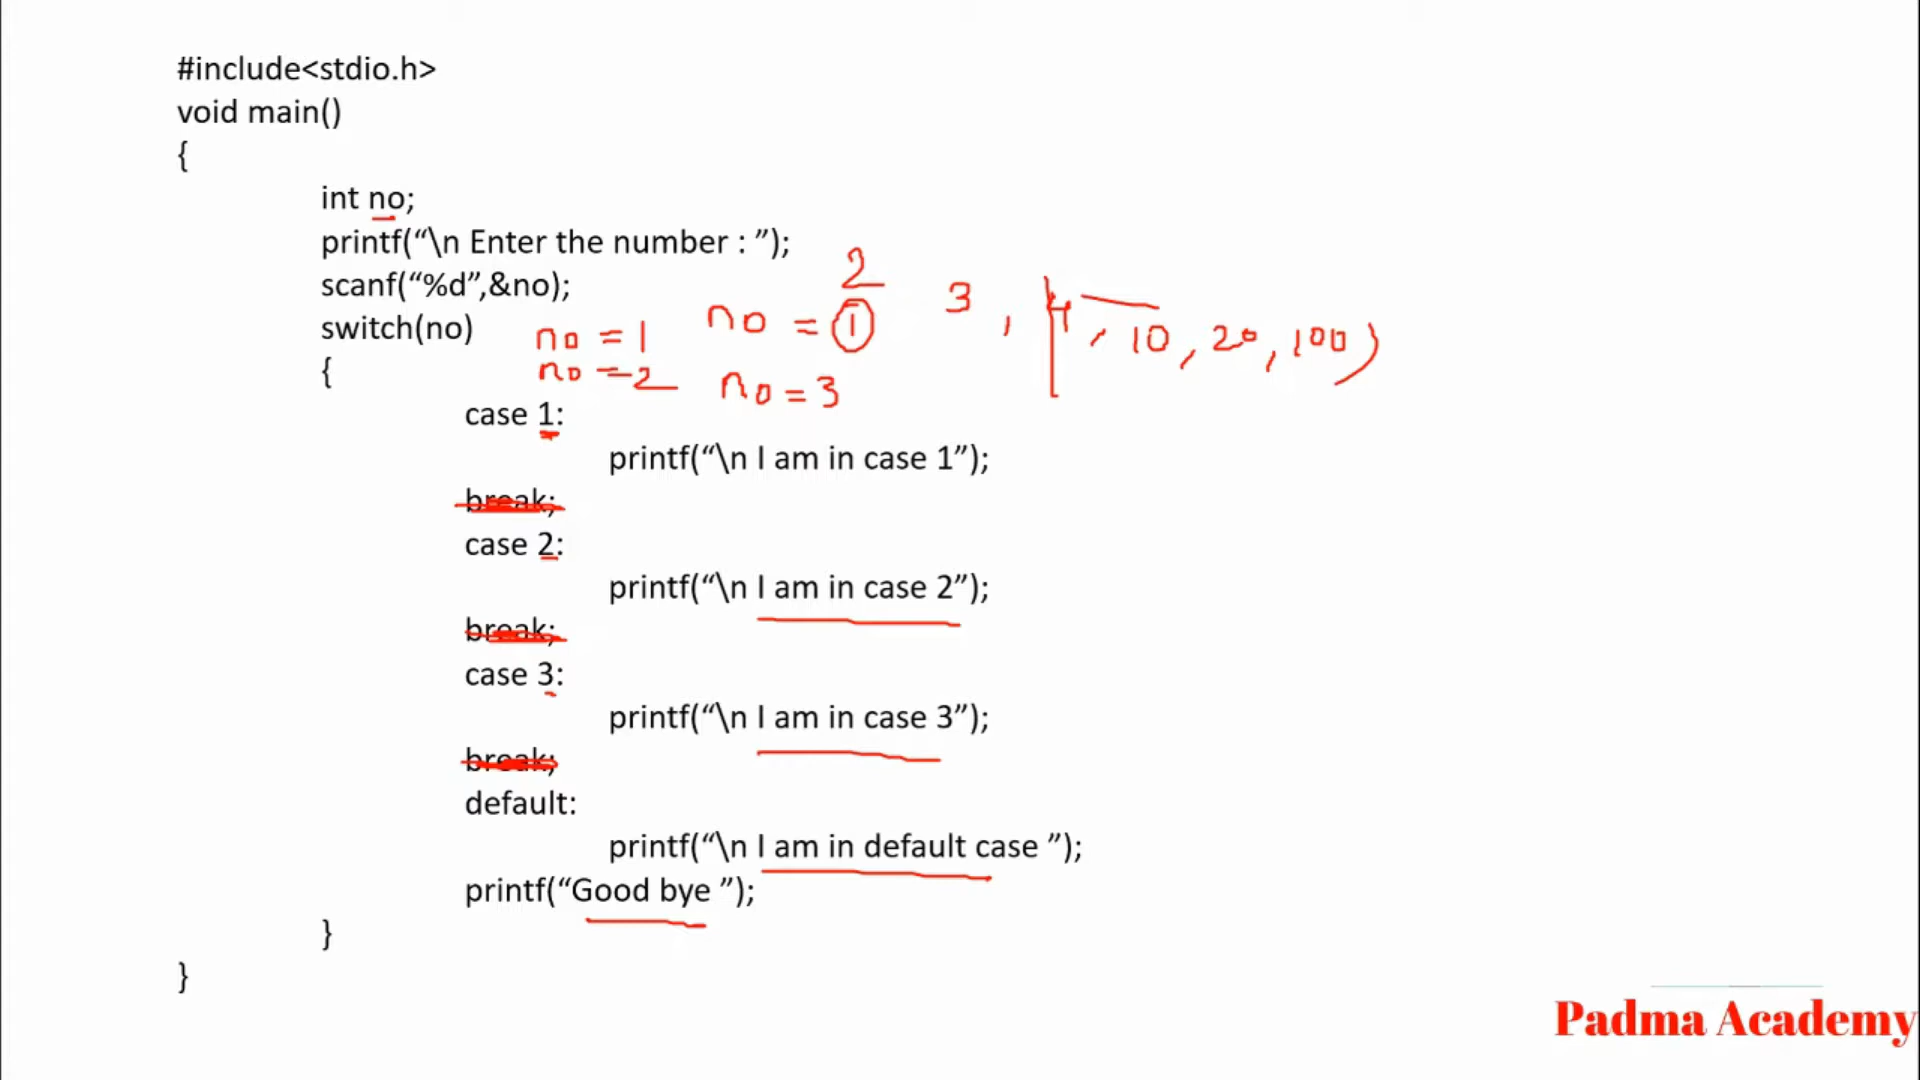 #include<stdio.h>
void main()
{
int no;
printf(“\n Enter the number : ”);
scanf(“%d”,&no);
2
3 , 4 , 10 , 20 , 100 )
switch(no)
no = 1
no = 1
{
no = 2
no = 3
case 1:
printf(“\n I am in case 1”);
break;
case 2:
printf(“\n I am in case 2”);
break;
case 3:
printf(“\n I am in case 3”);
break;
default:
printf(“\n I am in default case ”);
printf(“Good bye ”);
}
}
Padma Academy